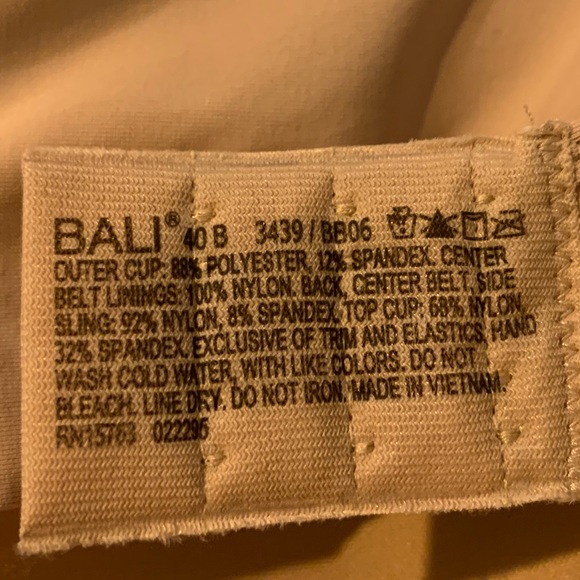 BALI® 40 B 3439 / BB06
OUTER CUP: 88% POLYESTER, 12% SPANDEX, CENTER
BELT LININGS: 100% NYLON. BACK, CENTER BELT, SIDE
SLING: 92% NYLON, 8% SPANDEX, TOP CUP: 68% NYLON,
32% SPANDEX, EXCLUSIVE OF TRIM AND ELASTICS, HAND
WASH COLD WATER, WITH LIKE COLORS. DO NOT
BLEACH. LINE DRY. DO NOT IRON. MADE IN VIETNAM.
RN15763 022295